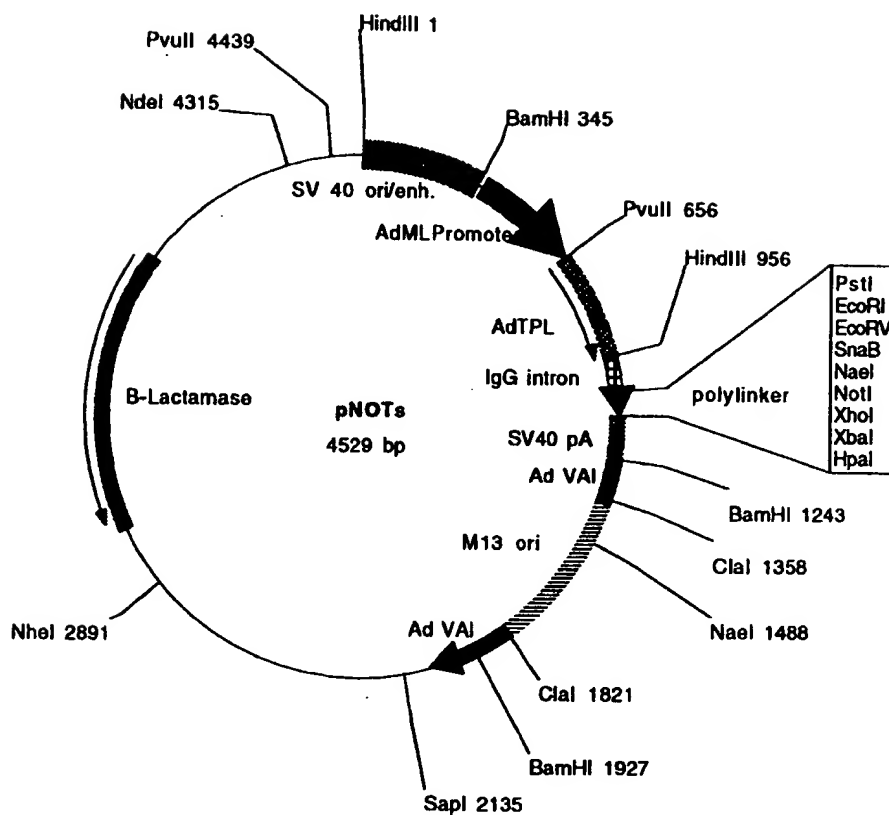 HindIII 1
PvuII 4439
NdeI 4315
BamHI 345
SV 40 ori/enh.
AdMLPromote
PvuII 656
HindIII 956
PstI
EcoRI
EcoRV
SnaB
NaeI
NotI
XhoI
XbaI
HpaI
AdTPL
IgG intron
polylinker
B-Lactamase
pNOTs
4529 bp
SV40 pA
Ad VAI
BamHI 1243
M13 ori
ClaI 1358
NheI 2891
Ad VAI
NaeI 1488
ClaI 1821
BamHI 1927
SapI 2135